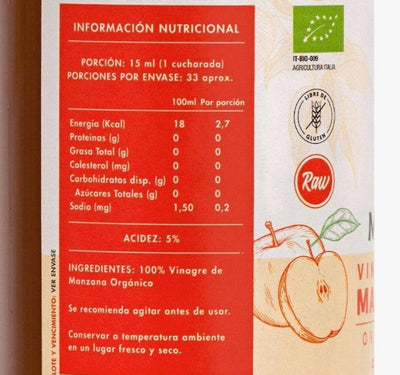 INFORMACIÓN NUTRICIONAL
PORCIÓN: 15 ml (1 cucharada)
PORCIONES POR ENVASE: 33 aprox.
100ml Por porción
Energía (Kcal) 18 2,7
Proteínas (g) 0 0
Grasa Total (g) 0 0
Colesterol (mg) 0 0
Carbohidratos disp. (g) 0 0
Azúcares Totales (g) 0 0
Sodio (mg) 1,50 0,2
ACIDEZ: 5%
INGREDIENTES: 100% Vinagre de
Manzana Orgánico
Se recomienda agitar antes de usar.
Conservar a temperatura ambiente
en un lugar fresco y seco.
LOTE Y VENCIMIENTO: VER ENVASE
IT-BIO-009
AGRICULTURA ITALIA
LIBRE DE
GLUTEN
Raw